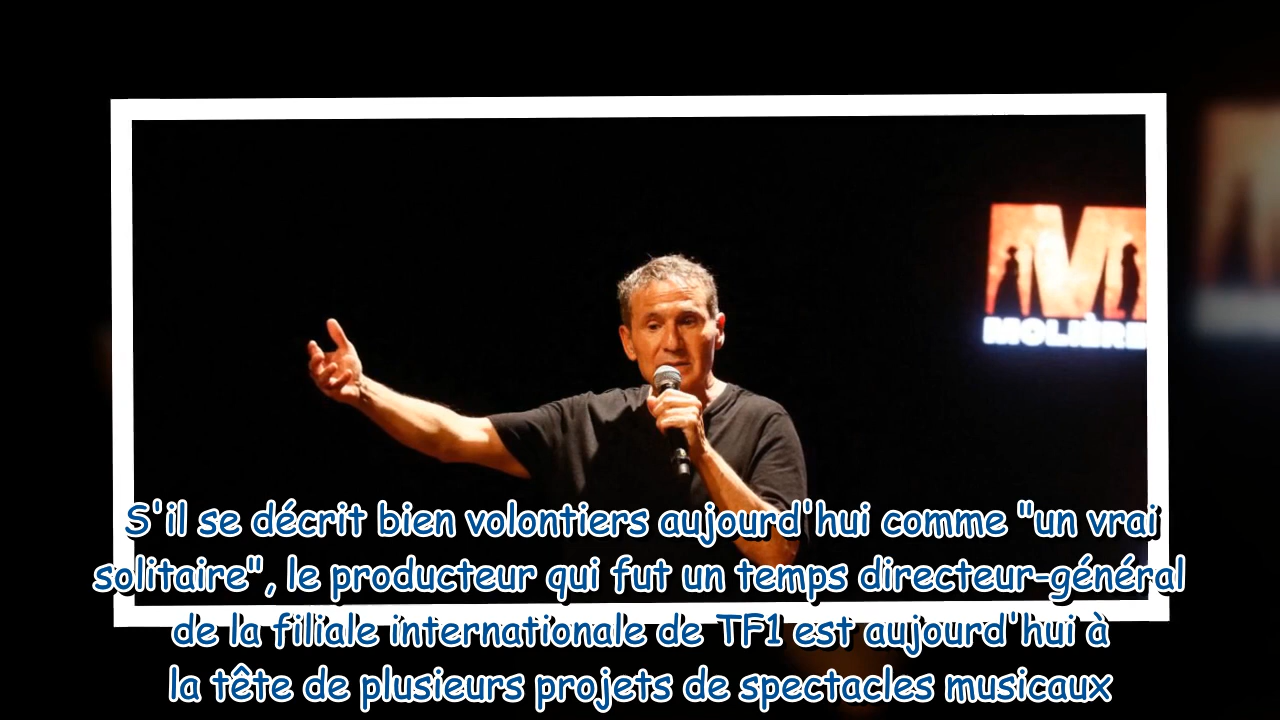 MOLIÈRE
S'il se décrit bien volontiers aujourd'hui comme "un vrai
solitaire", le producteur qui fut un temps directeur-général
de la filiale internationale de TF1 est aujourd'hui à
la tête de plusieurs projets de spectacles musicaux